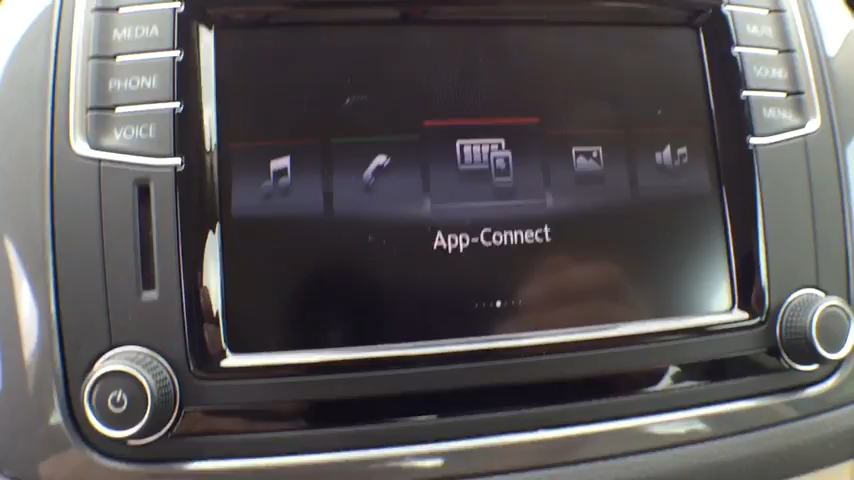 MEDIA
PHONE
VOICE
MUTE
SOUND
MENU
App-Connect